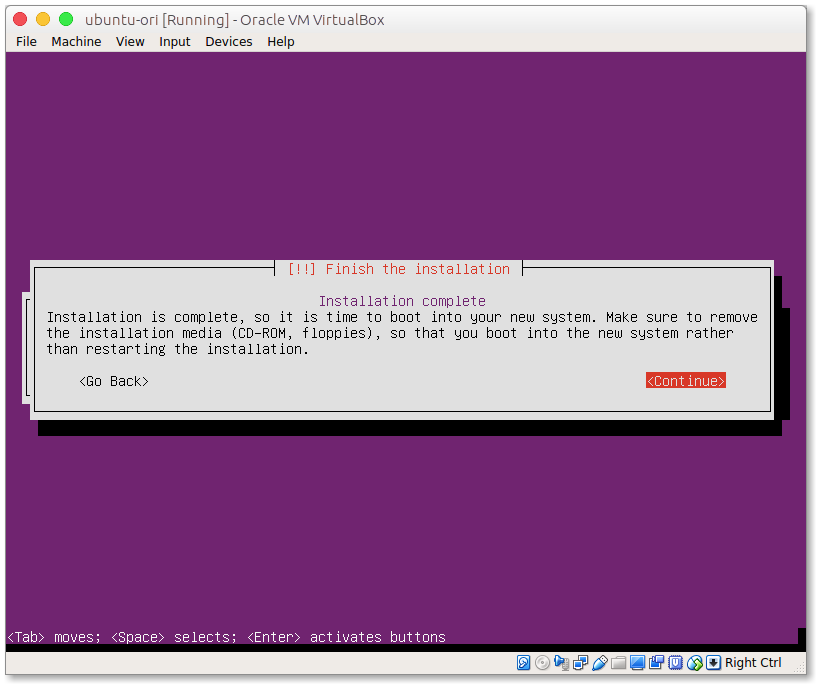 ubuntu-ori [Running] - Oracle VM VirtualBox
File Machine View Input Devices Help
[!!] Finish the installation
Installation complete
Installation is complete, so it is time to boot into your new system. Make sure to remove
the installation media (CD-ROM, floppies), so that you boot into the new system rather
than restarting the installation.
<Go Back> <Continue>
<Tab> moves; <Space> selects; <Enter> activates buttons
Right Ctrl